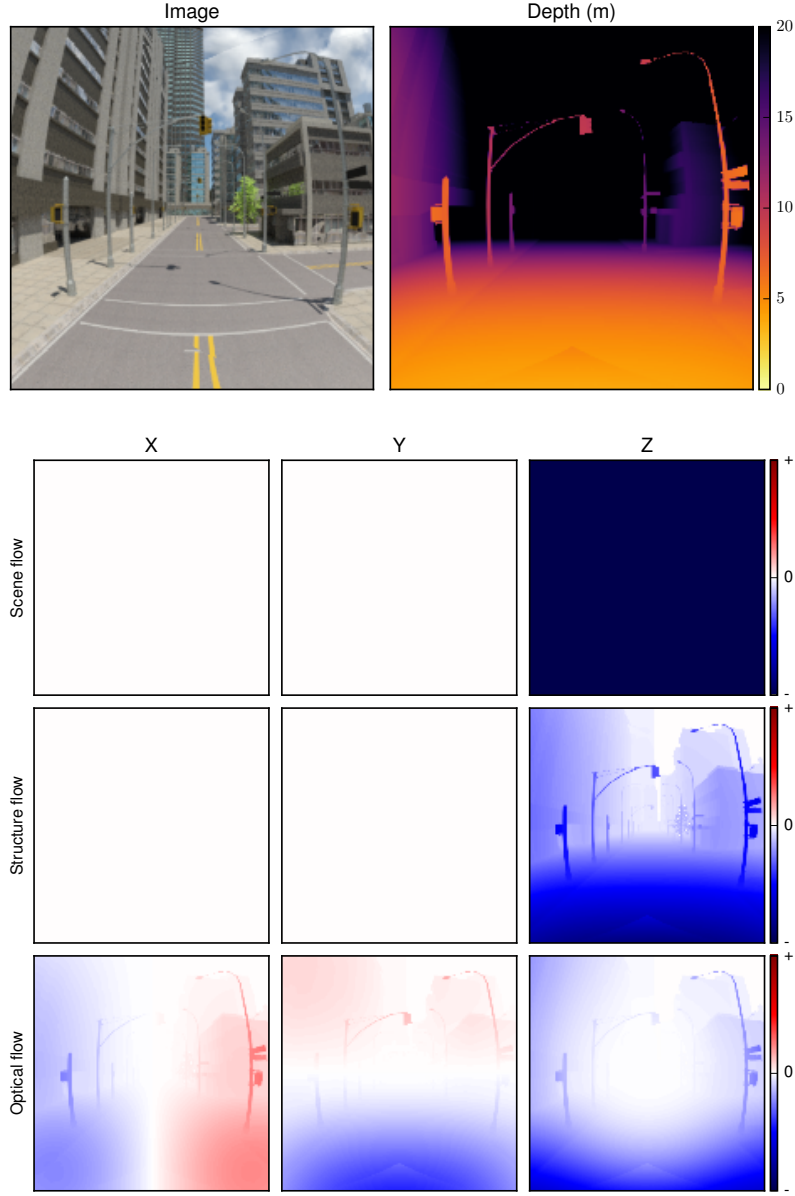 Image
Depth (m)
20
15
10
5
0
X
Y
Z
Scene flow
+
0
-
Structure flow
+
0
-
Optical flow
+
0
-